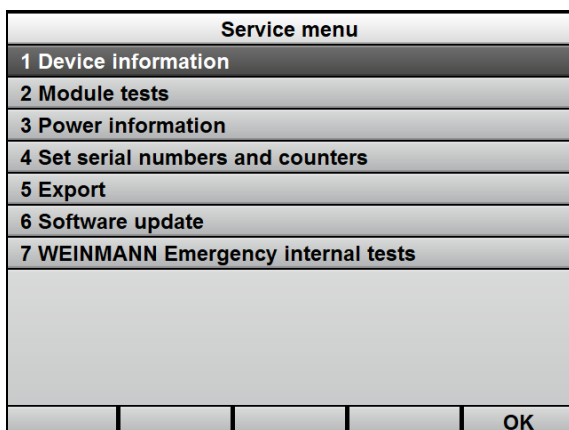 Service menu
1 Device information
2 Module tests
3 Power information
4 Set serial numbers and counters
5 Export
6 Software update
7 WEINMANN Emergency internal tests
OK